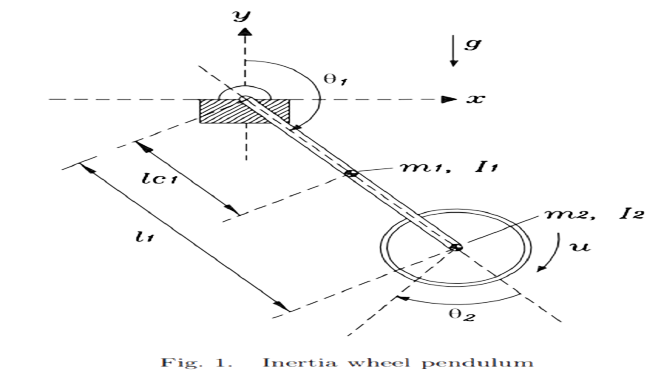 y
g
θ1
x
m1, I1
lc1
m2, I2
l1
u
θ2
Fig. 1. Inertia wheel pendulum